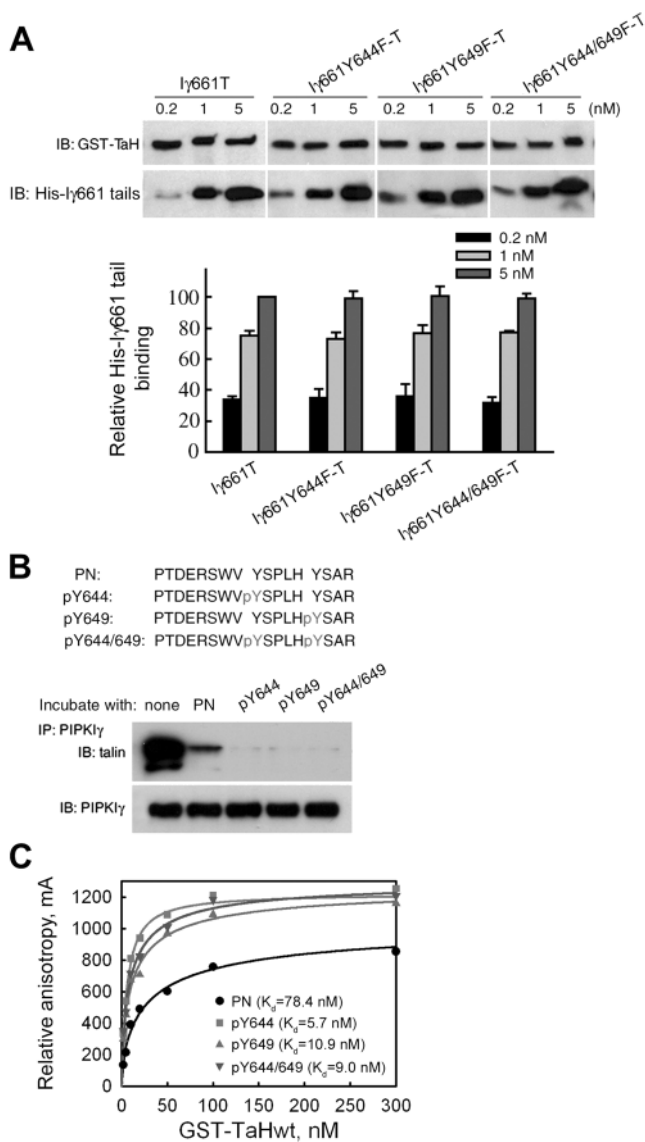 A
Iγ661T
Iγ661Y644F-T
Iγ661Y649F-T
Iγ661Y644/649F-T
0.2 1 5 0.2 1 5 0.2 1 5 0.2 1 5 (nM)
IB: GST-TaH
IB: His-Iγ661 tails
0.2 nM
1 nM
5 nM
Relative His-Iγ661 tail
binding
100
80
60
40
20
0
Iγ661T
Iγ661Y644F-T
Iγ661Y649F-T
Iγ661Y644/649F-T
B
PN: PTDERSWV YSPLH YSAR
pY644: PTDERSWVpYSPLH YSAR
pY649: PTDERSWV YSPLHpYSAR
pY644/649: PTDERSWVpYSPLHpYSAR
Incubate with: none PN pY644 pY649 pY644/649
IP: PIPKIγ
IB: talin
IB: PIPKIγ
C
Relative anisotropy, mA
1200
1000
800
600
400
200
0
PN (Kd=78.4 nM)
pY644 (Kd=5.7 nM)
pY649 (Kd=10.9 nM)
pY644/649 (Kd=9.0 nM)
0 50 100 150 200 250 300
GST-TaHwt, nM